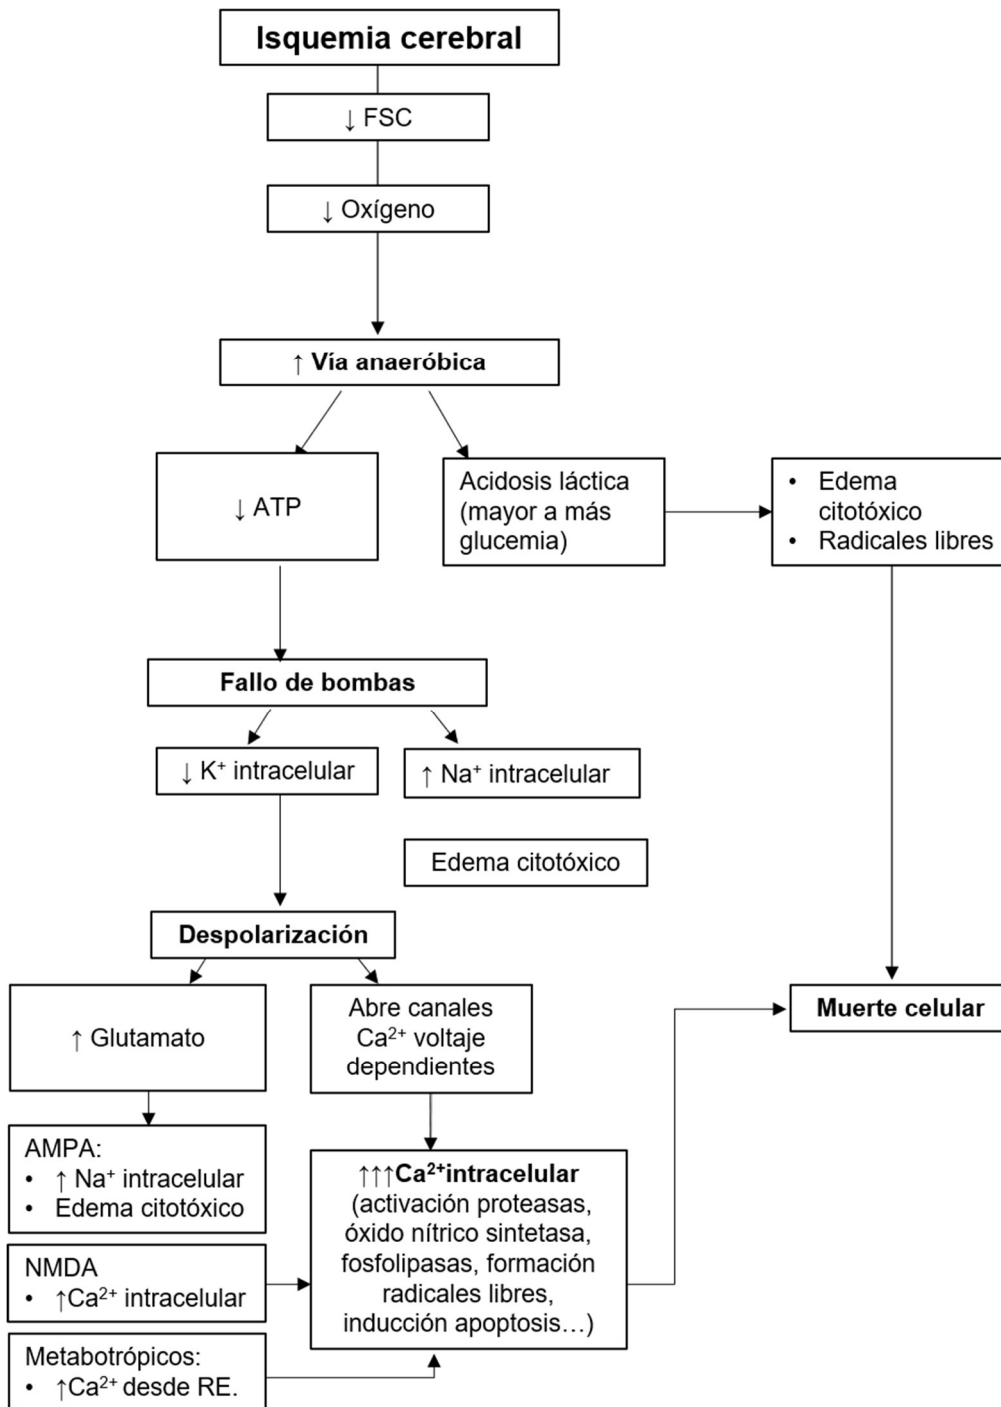 Isquemia cerebral
↓ FSC
↓ Oxígeno
↑ Vía anaeróbica
↓ ATP
Acidosis láctica
(mayor a más
glucemia)
• Edema
citotóxico
• Radicales libres
Fallo de bombas
↓ K⁺ intracelular
↑ Na⁺ intracelular
Edema citotóxico
Despolarización
↑ Glutamato
Abre canales
Ca²⁺ voltaje
dependientes
Muerte celular
AMPA:
• ↑ Na⁺ intracelular
• Edema citotóxico
NMDA
• ↑Ca²⁺ intracelular
Metabotrópicos:
• ↑Ca²⁺ desde RE.
↑↑↑Ca²⁺intracelular
(activación proteasas,
óxido nítrico sintetasa,
fosfolipasas, formación
radicales libres,
inducción apoptosis…)